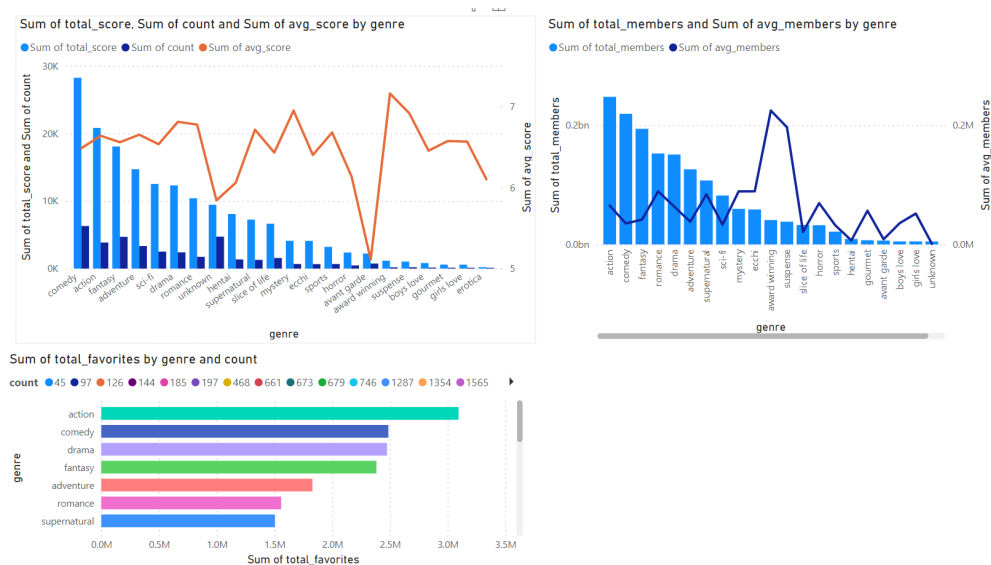 Sum of total_score, Sum of count and Sum of avg_score by genre
Sum of total_score Sum of count Sum of avg_score
Sum of total_score and Sum of count
30K
20K
10K
0K
7
6
5
Sum of avg_score
comedy
action
fantasy
adventure
sci-fi
drama
romance
unknown
hentai
supernatural
slice of life
mystery
ecchi
sports
horror
avant garde
award winning
suspense
boys love
gourmet
girls love
erotica
genre
Sum of total_members and Sum of avg_members by genre
Sum of total_members Sum of avg_members
Sum of total_members
0.2bn
0.0bn
0.2M
0.0M
Sum of avg_members
action
comedy
fantasy
romance
drama
adventure
supernatural
sci-fi
mystery
ecchi
award winning
suspense
slice of life
horror
sports
hentai
gourmet
avant garde
boys love
girls love
unknown
genre
Sum of total_favorites by genre and count
count 45 97 126 144 185 197 468 661 673 679 746 1287 1354 1565
genre
action
comedy
drama
fantasy
adventure
romance
supernatural
0.0M 0.5M 1.0M 1.5M 2.0M 2.5M 3.0M 3.5M
Sum of total_favorites